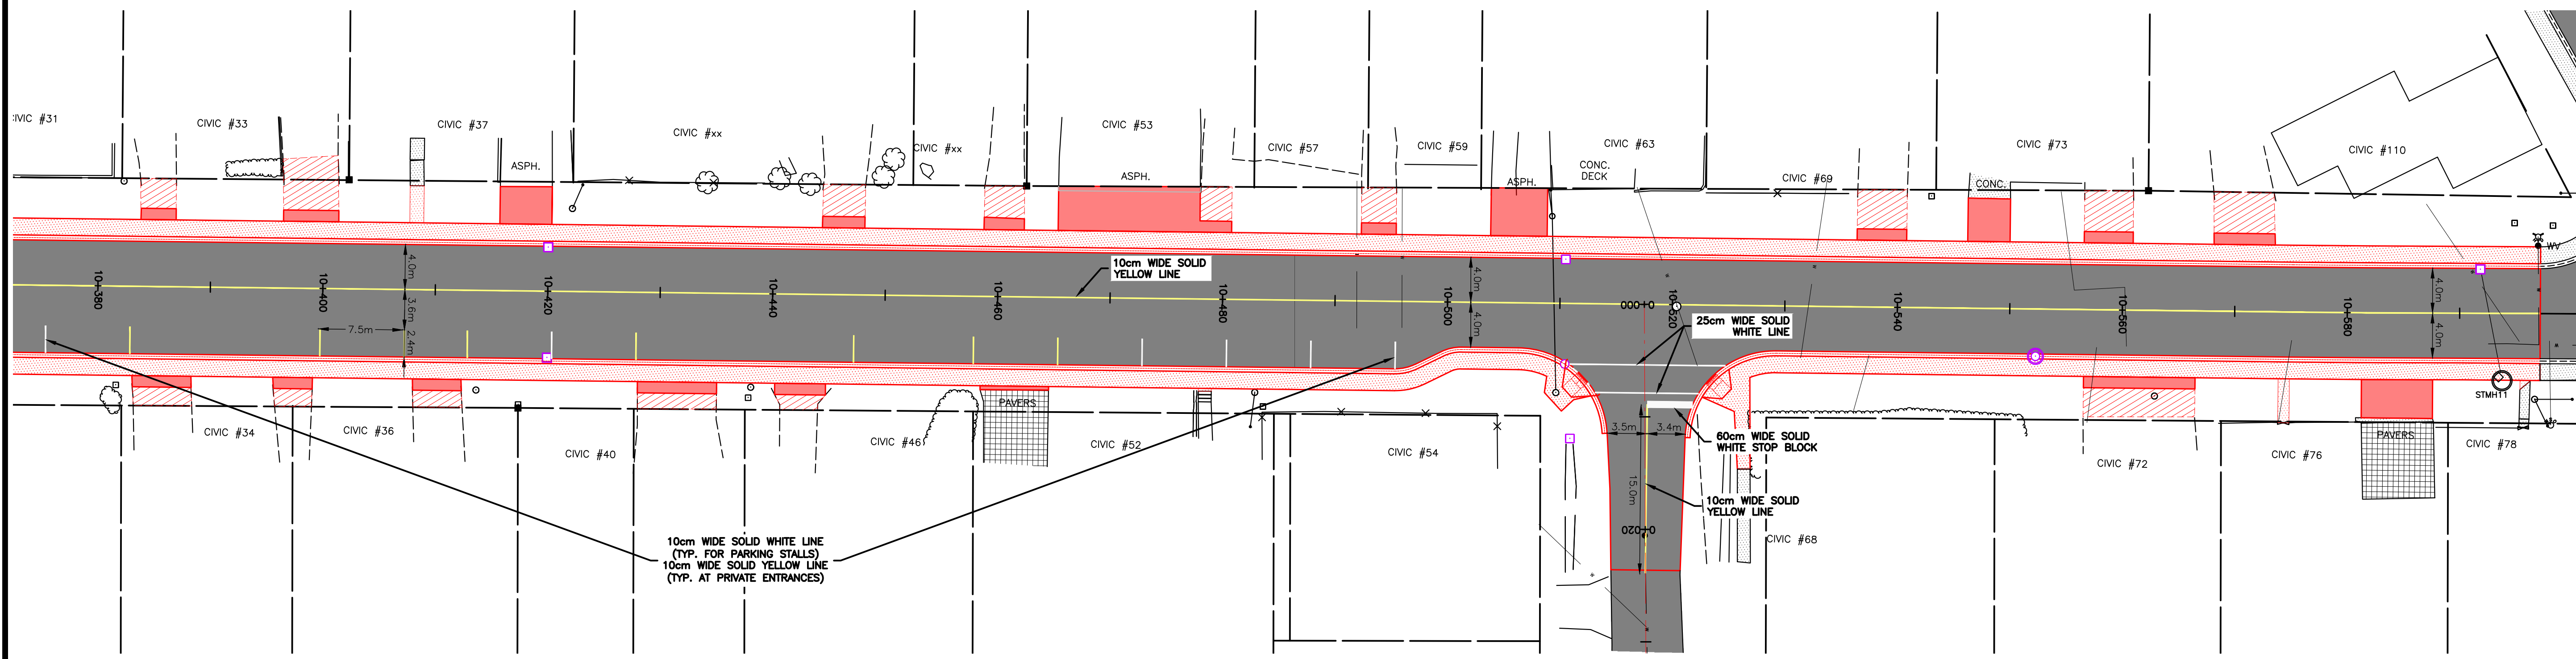 CIVIC #31
CIVIC #33
CIVIC #37
ASPH.
CIVIC #xx
CIVIC #xx
CIVIC #53
ASPH.
CIVIC #57
CIVIC #59
ASPH.
CONC.
DECK
CIVIC #63
CIVIC #69
CIVIC #73
CONC.
CIVIC #110
WV
10+380
10+400
10+420
10+440
10+460
10+480
10+500
10+520
10+540
10+560
10+580
0+000
0+020
4.0m
3.6m
2.4m
7.5m
10cm WIDE SOLID
YELLOW LINE
4.0m
4.0m
25cm WIDE SOLID
WHITE LINE
4.0m
4.0m
PAVERS
CIVIC #34
CIVIC #36
CIVIC #40
CIVIC #46
CIVIC #52
CIVIC #54
3.5m
3.4m
15.0m
60cm WIDE SOLID
WHITE STOP BLOCK
10cm WIDE SOLID
YELLOW LINE
CIVIC #68
CIVIC #72
CIVIC #76
PAVERS
CIVIC #78
STMH11
10cm WIDE SOLID WHITE LINE
(TYP. FOR PARKING STALLS)
10cm WIDE SOLID YELLOW LINE
(TYP. AT PRIVATE ENTRANCES)